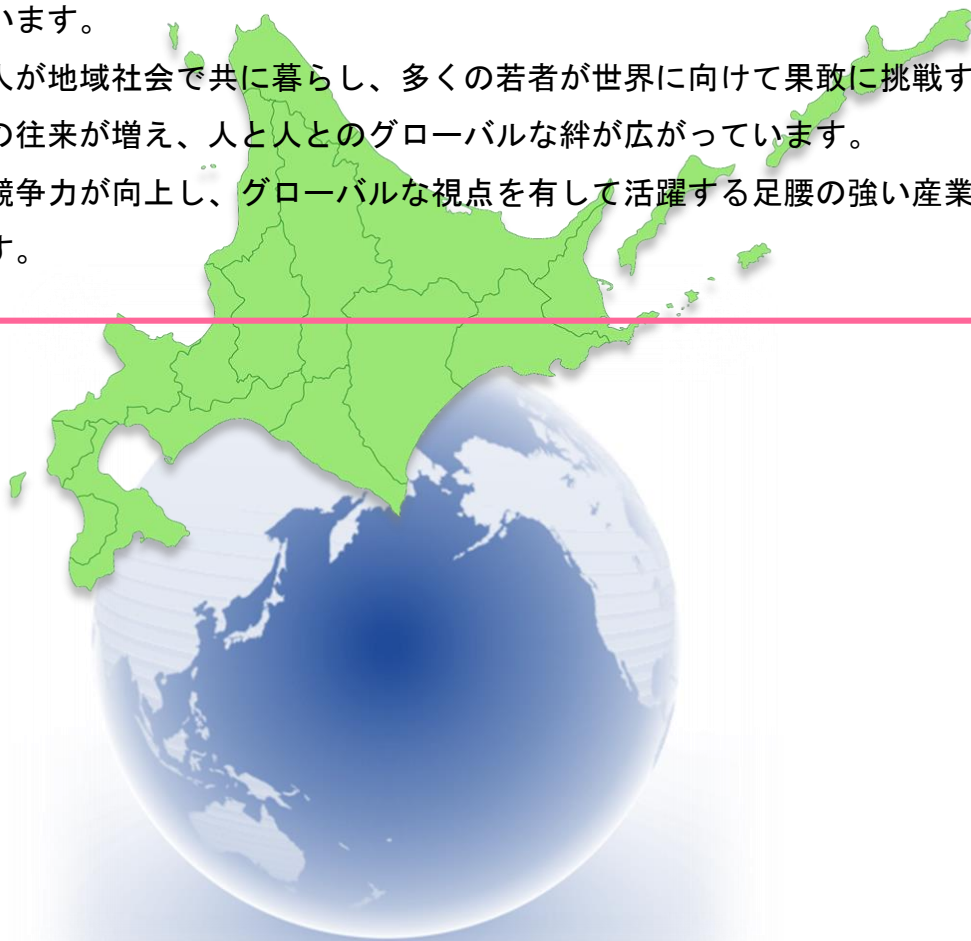 います。
人が地域社会で共に暮らし、多くの若者が世界に向けて果敢に挑戦す
の往来が増え、人と人とのグローバルな絆が広がっています。
競争力が向上し、グローバルな視点を有して活躍する足腰の強い産業
す。